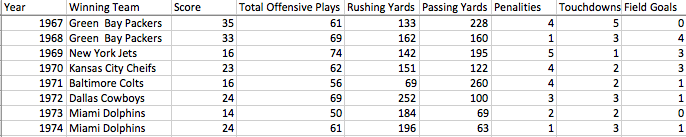 Year Winning Team Score Total Offensive Plays Rushing Yards Passing Yards Penalities Touchdowns Field Goals
1967 Green Bay Packers 35 61 133 228 4 5 0
1968 Green Bay Packers 33 69 162 160 1 3 4
1969 New York Jets 16 74 142 195 5 1 3
1970 Kansas City Cheifs 23 62 151 122 4 2 3
1971 Baltimore Colts 16 56 69 260 4 2 1
1972 Dallas Cowboys 24 69 252 100 3 3 1
1973 Miami Dolphins 14 50 184 69 2 2 0
1974 Miami Dolphins 24 61 196 63 1 3 1